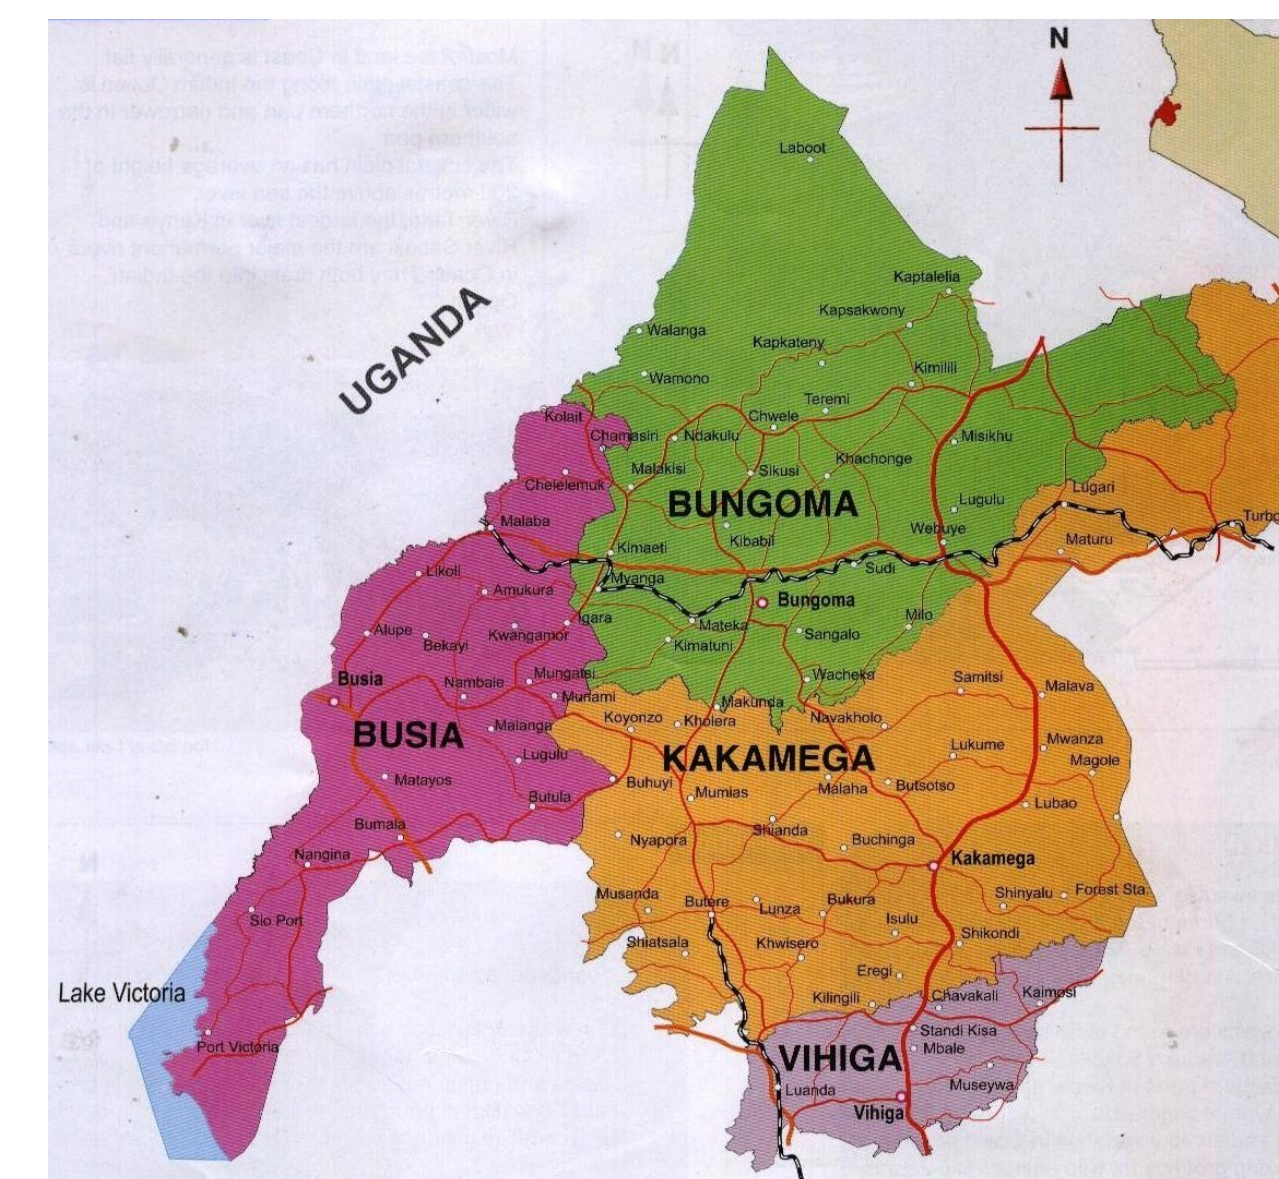 N
Laboot
UGANDA
Kaptalelia
Kapsakwony
Walanga
Kapkateny
Wamono
Kimilili
Teremi
Kolait
Chwele
Chamasiri
Ndakulu
Misikhu
Malakisi
Sikusi
Khachonge
Chelelemuk
BUNGOMA
Lugulu
Lugari
Malaba
Webuye
Turbo
Kimaeti
Kibabii
Maturu
Likoli
Myanga
Sudi
Amukura
Bungoma
Igara
Milo
Alupe
Bekayi
Kwangamor
Mateka
Sangalo
Kimatuni
Busia
Nambale
Mungatsi
Wacheka
Samitsi
Malava
Munami
Makunda
Koyonzo
Kholera
Navakholo
BUSIA
Malanga
KAKAMEGA
Lukume
Mwanza
Lugulu
Magole
Matayos
Buhuyi
Mumias
Malaha
Butsotso
Butula
Lubao
Bumala
Nyapora
Shianda
Buchinga
Nangina
Kakamega
Musanda
Butere
Lunza
Bukura
Shinyalu
Forest Sta.
Sio Port
Isulu
Shiatsala
Khwisero
Shikondi
Eregi
Lake Victoria
Kilingili
Chavakali
Kaimosi
Port Victoria
Standi Kisa
VIHIGA
Mbale
Luanda
Museywa
Vihiga